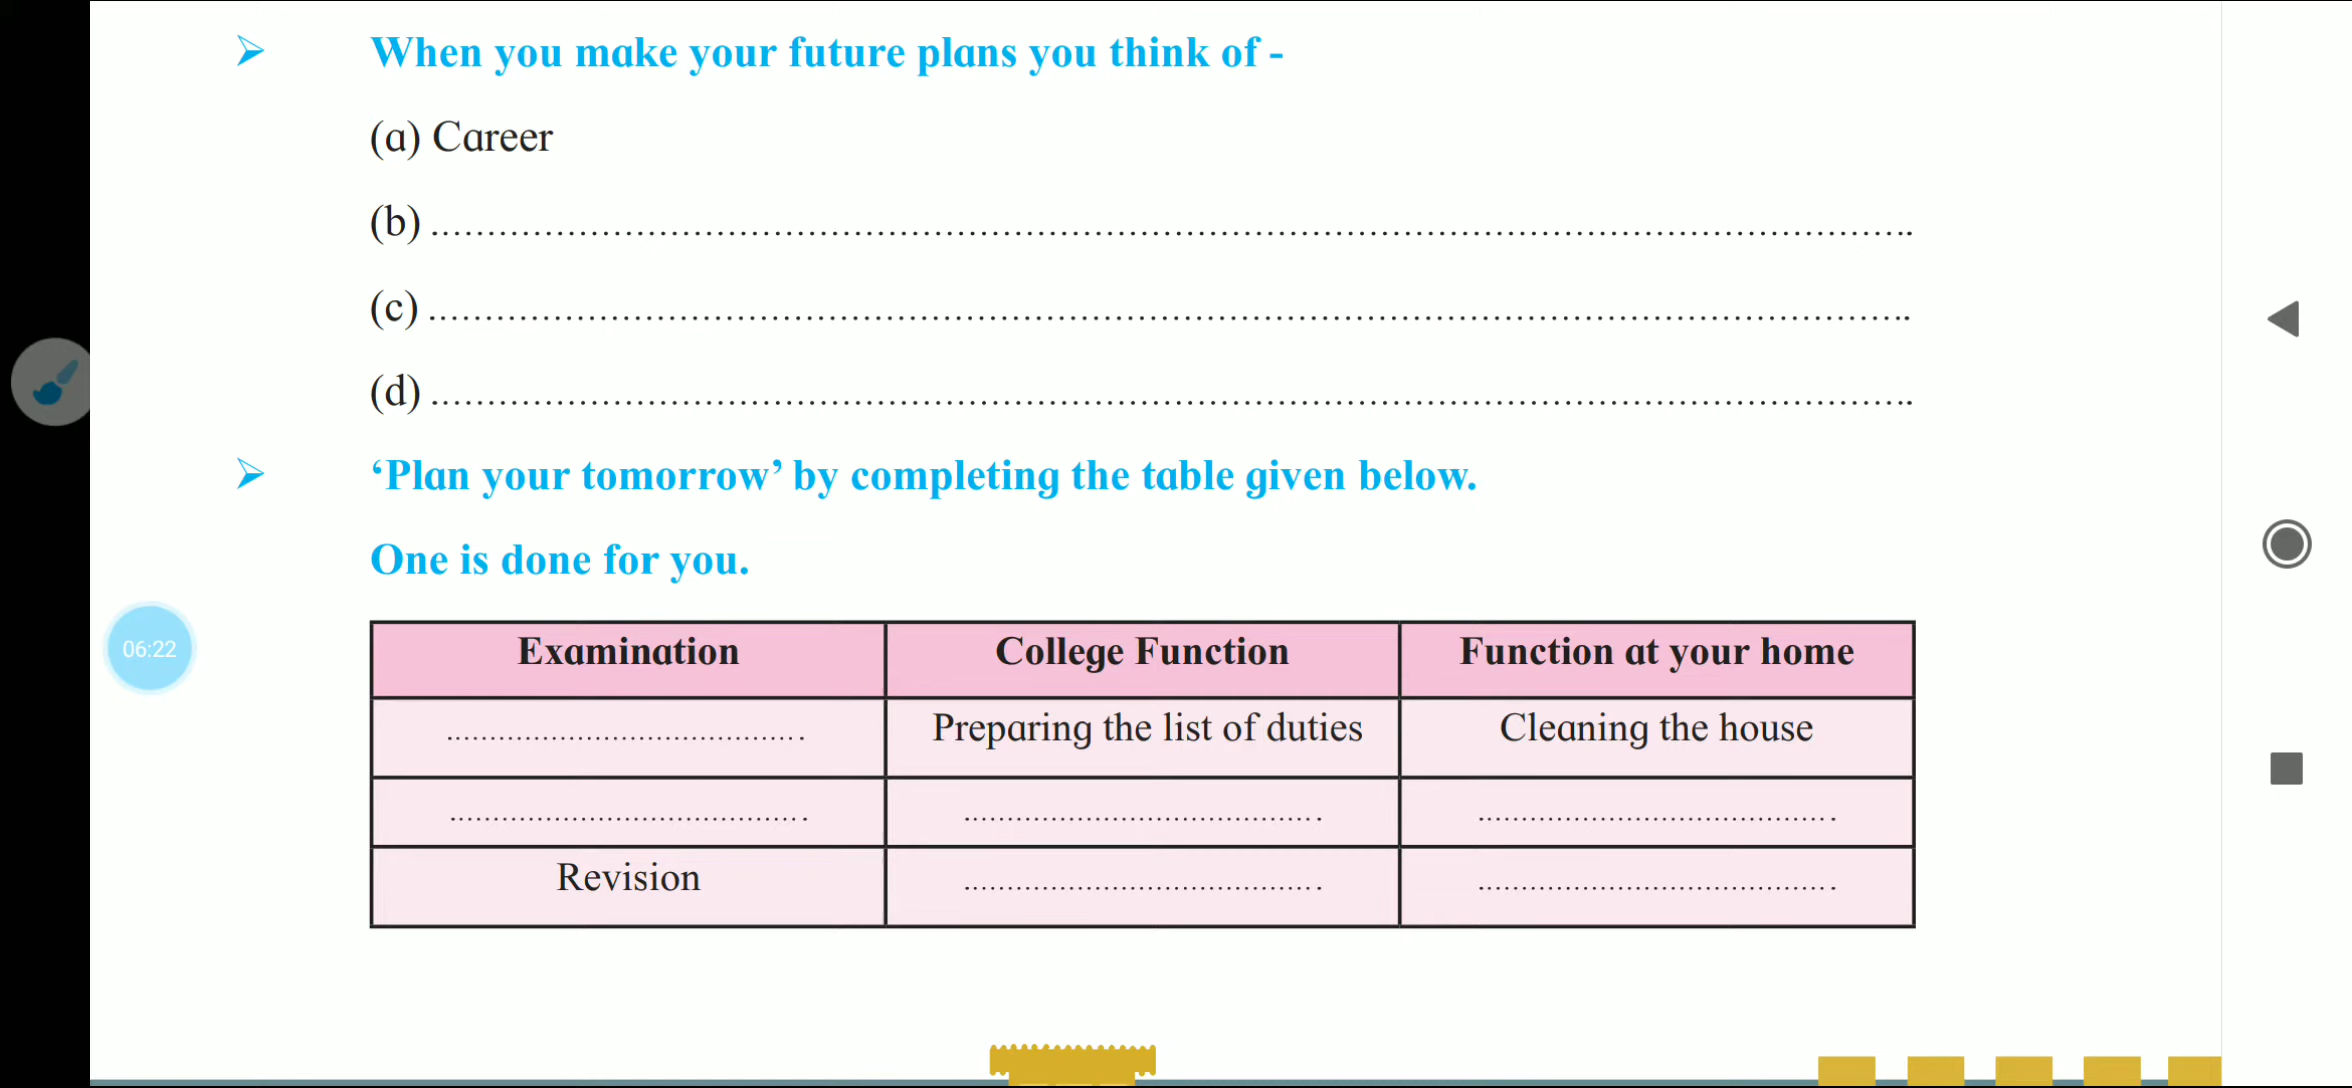 ➢ When you make your future plans you think of -
(a) Career
(b) ........................................................................................................
(c) ........................................................................................................
(d) ........................................................................................................
➢ ‘Plan your tomorrow’ by completing the table given below.
One is done for you.
06:22
Examination College Function Function at your home
......................................... Preparing the list of duties Cleaning the house
......................................... ......................................... .........................................
Revision ......................................... .........................................